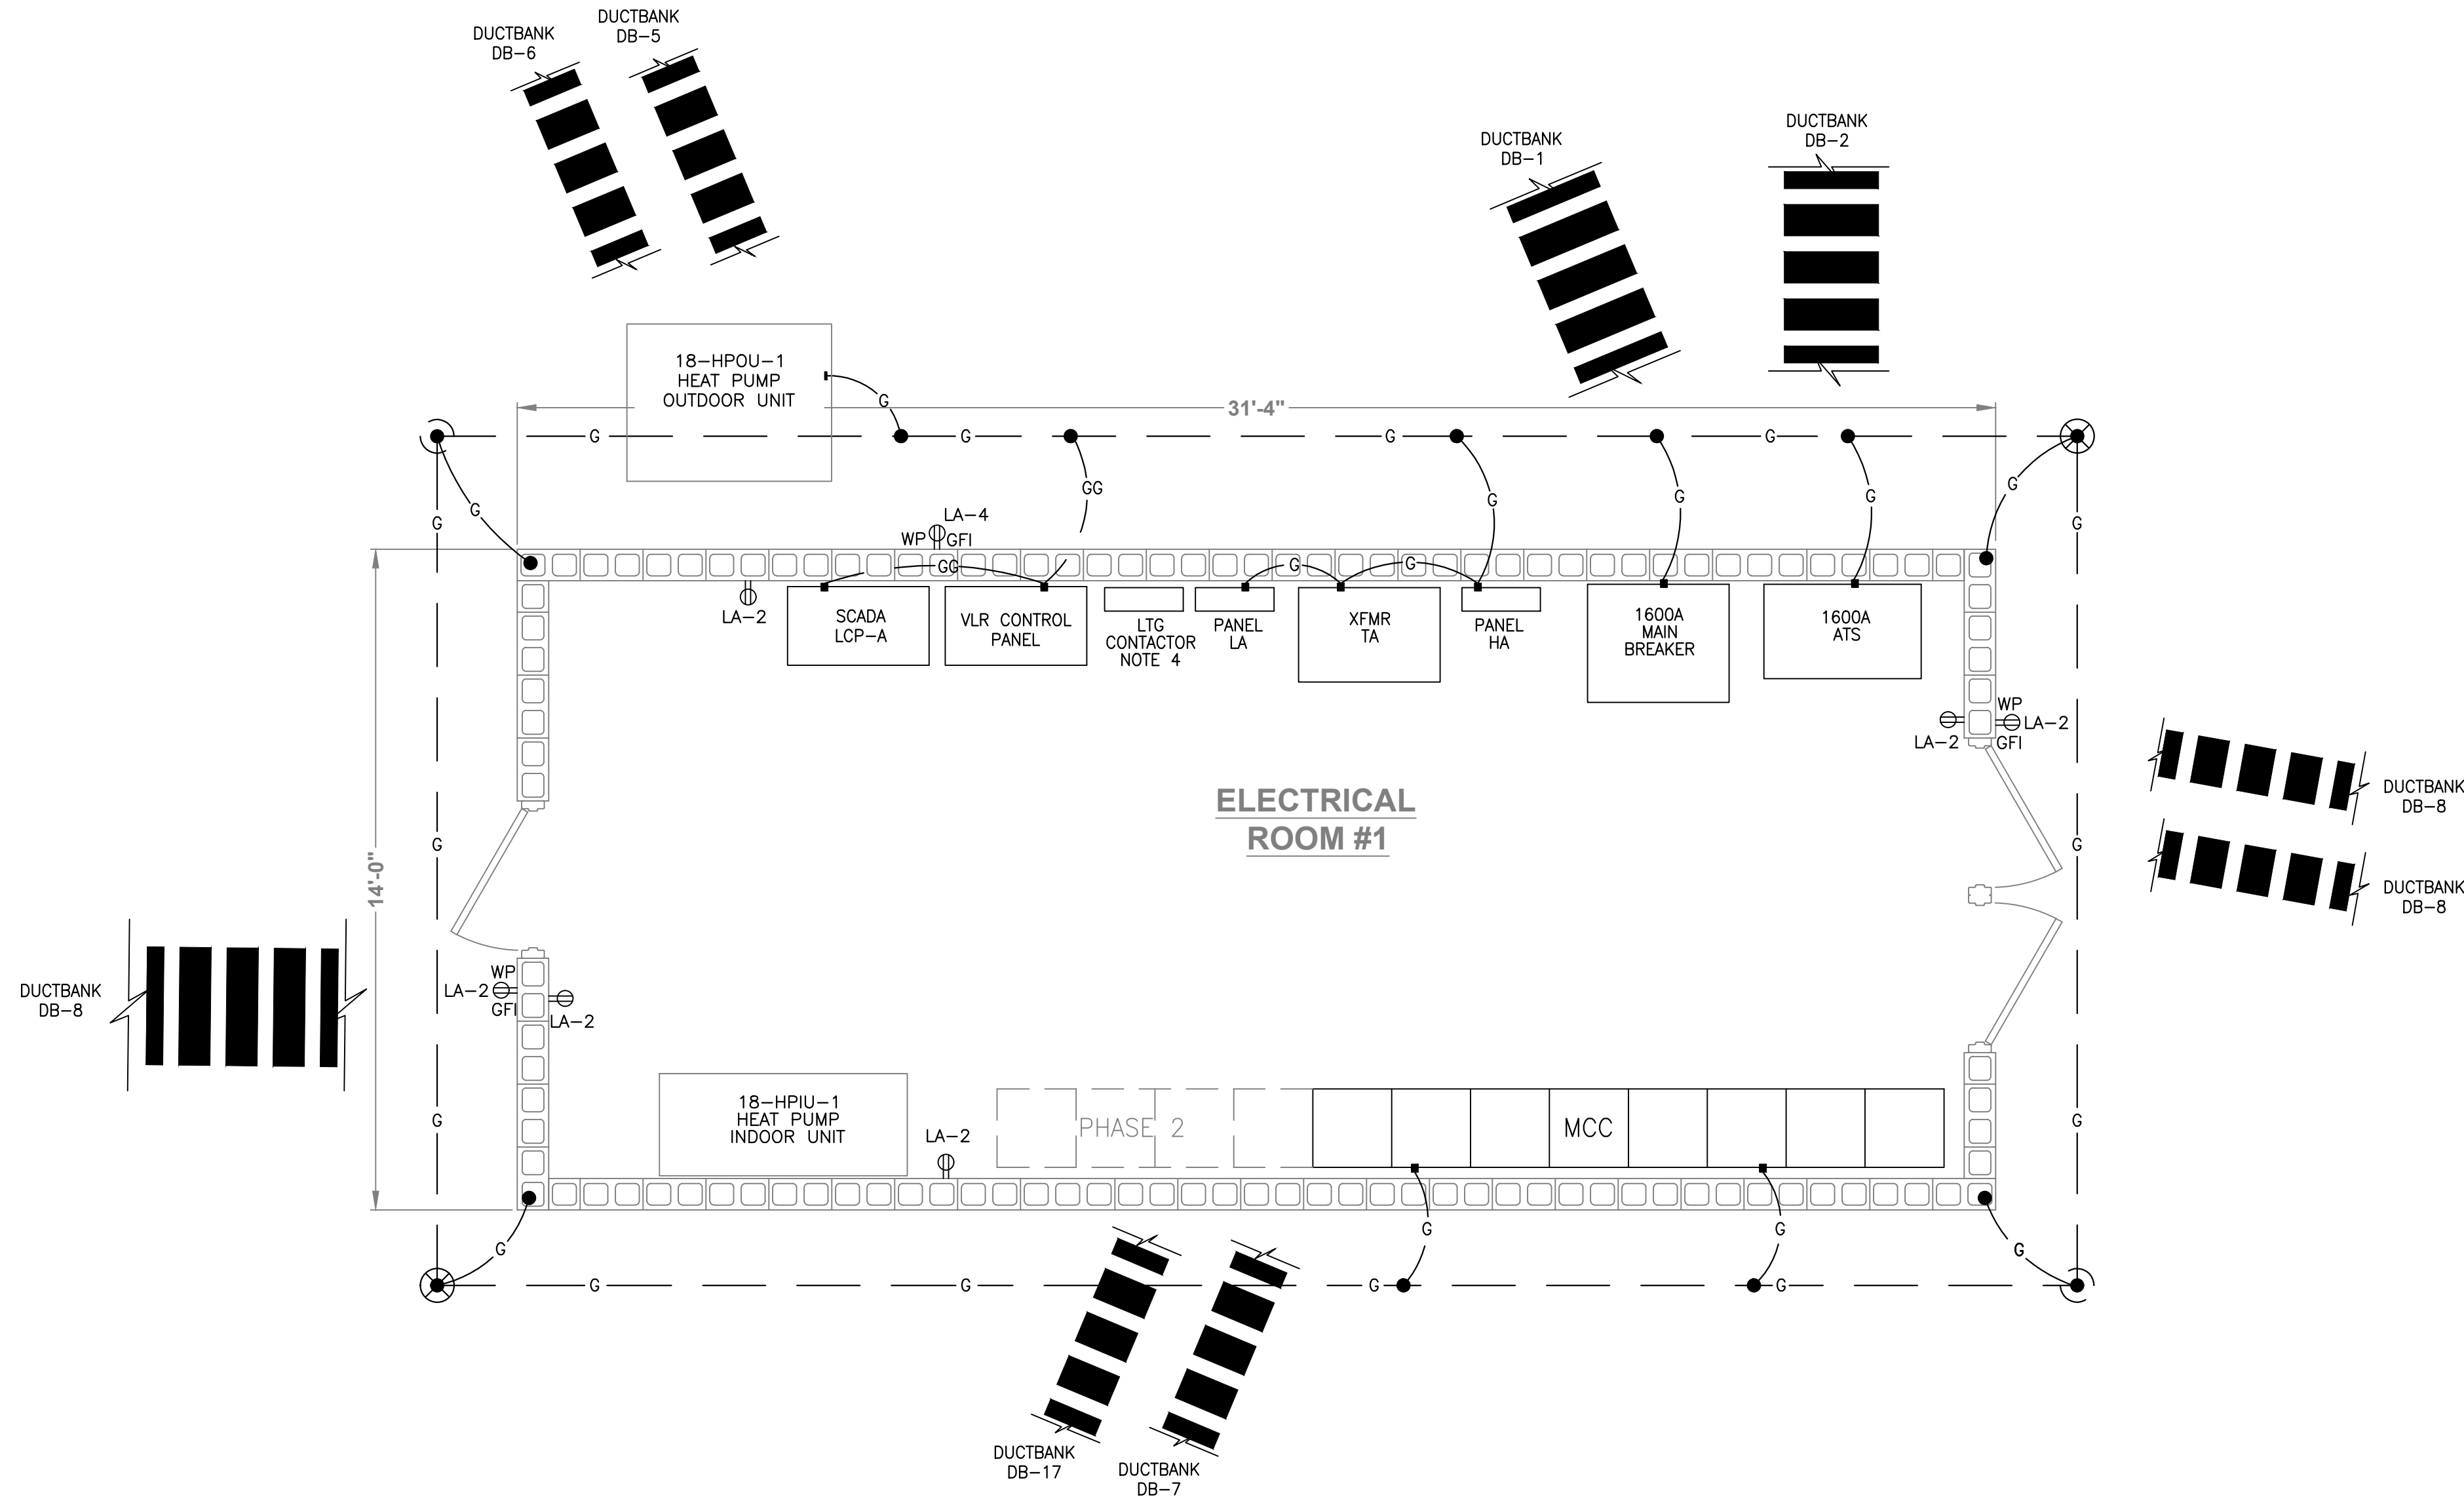 DUCTBANK
DB-6
DUCTBANK
DB-5
DUCTBANK
DB-1
DUCTBANK
DB-2
18-HPOU-1
HEAT PUMP
OUTDOOR UNIT
G
31'-4"
G
G
G
G
G
GG
G
G
G
G
G
G
G
LA-4
WP
GFI
GG
G
G
LA-2
SCADA
LCP-A
VLR CONTROL
PANEL
LTG
CONTACTOR
NOTE 4
PANEL
LA
XFMR
TA
PANEL
HA
1600A
MAIN
BREAKER
1600A
ATS
WP
LA-2
LA-2
GFI
ELECTRICAL
ROOM #1
DUCTBANK
DB-8
DUCTBANK
DB-8
G
G
14'-0"
DUCTBANK
DB-8
WP
LA-2
GFI
LA-2
18-HPIU-1
HEAT PUMP
INDOOR UNIT
LA-2
PHASE 2
MCC
G
G
G
G
G
G
G
G
G
G
DUCTBANK
DB-17
DUCTBANK
DB-7